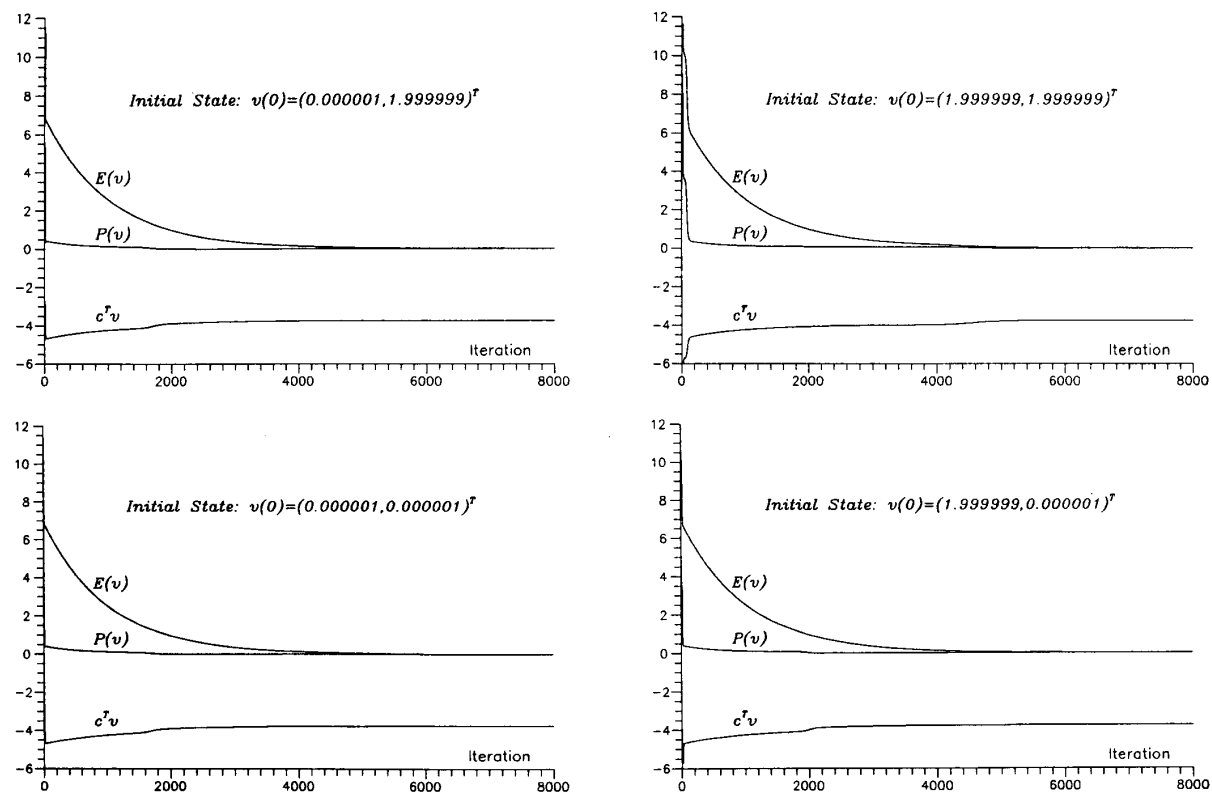 12
10
8
6
4
2
0
−2
−4
−6
Initial State: v(0)=(0.000001,1.999999)ᵀ
E(v)
P(v)
cᵀv
Iteration
0 2000 4000 6000 8000
12
10
8
6
4
2
0
−2
−4
−6
Initial State: v(0)=(1.999999,1.999999)ᵀ
E(v)
P(v)
cᵀv
Iteration
0 2000 4000 6000 8000
12
10
8
6
4
2
0
−2
−4
−6
Initial State: v(0)=(0.000001,0.000001)ᵀ
E(v)
P(v)
cᵀv
Iteration
0 2000 4000 6000 8000
12
10
8
6
4
2
0
−2
−4
−6
Initial State: v(0)=(1.999999,0.000001)ᵀ
E(v)
P(v)
cᵀv
Iteration
0 2000 4000 6000 8000